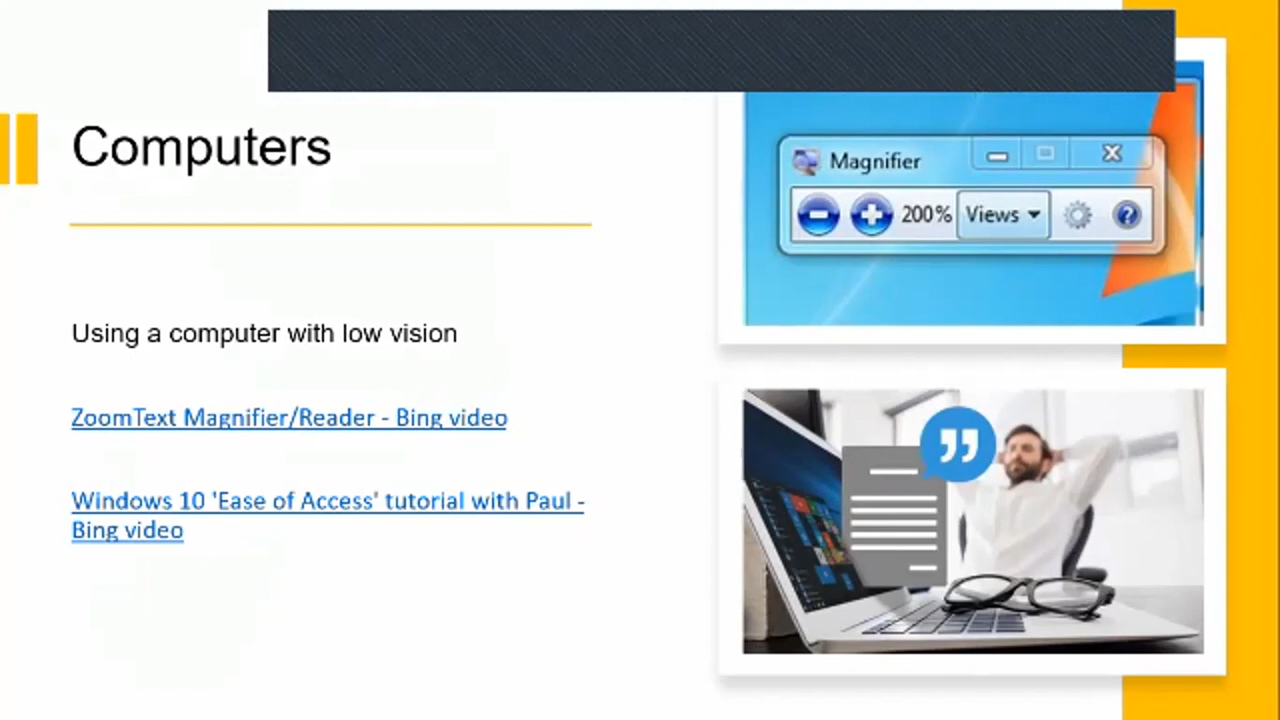 Computers
Using a computer with low vision
ZoomText Magnifier/Reader - Bing video
Windows 10 'Ease of Access' tutorial with Paul -
Bing video
Magnifier
200% Views